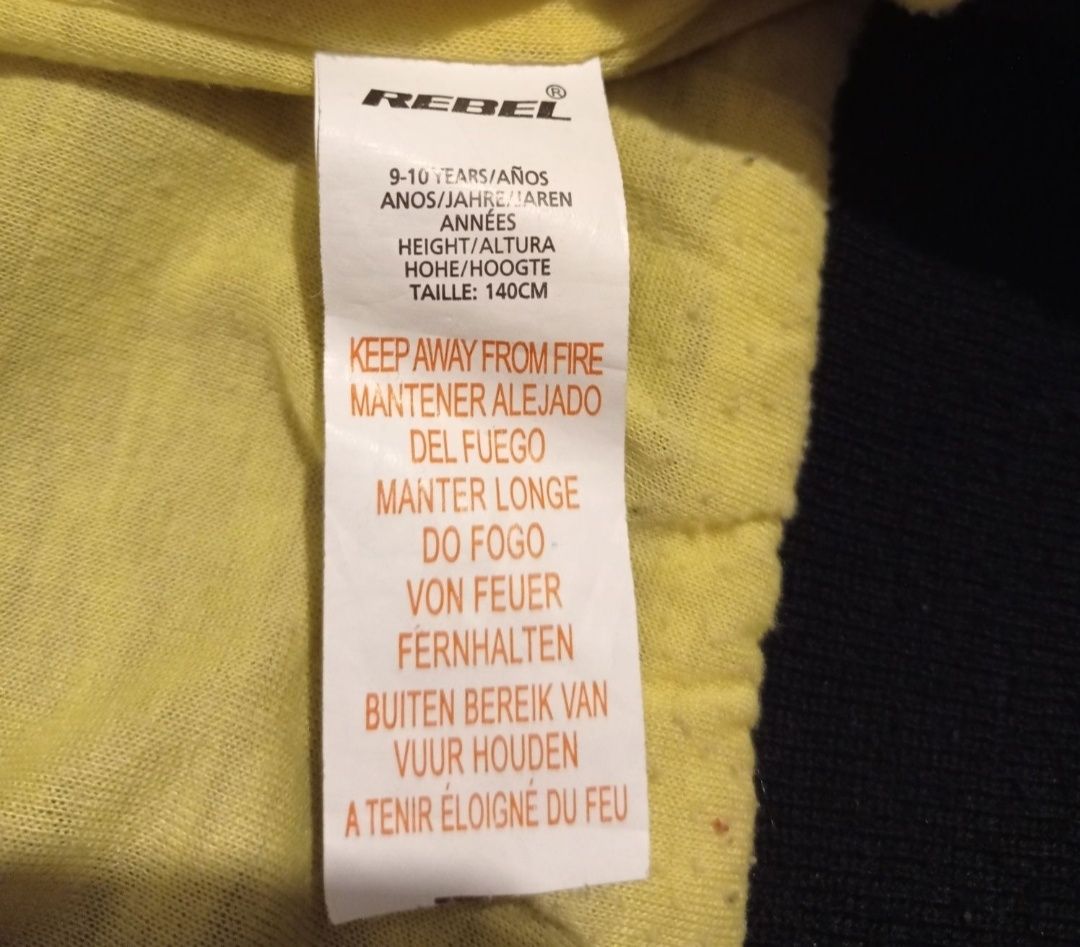 REBEL®
9-10 YEARS/AÑOS
ANOS/JAHRE/JAREN
ANNÉES
HEIGHT/ALTURA
HOHE/HOOGTE
TAILLE: 140CM
KEEP AWAY FROM FIRE
MANTENER ALEJADO
DEL FUEGO
MANTER LONGE
DO FOGO
VON FEUER
FERNHALTEN
BUITEN BEREIK VAN
VUUR HOUDEN
A TENIR ÉLOIGNÉ DU FEU